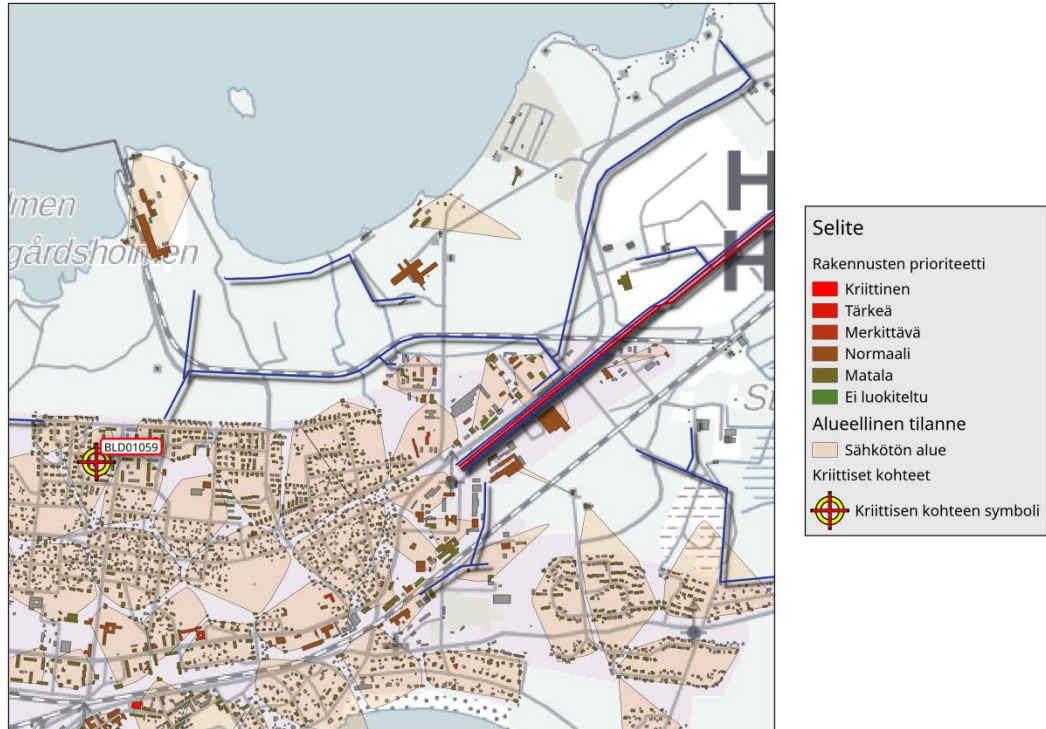 lmen
gårdsholmen
H
H
St
BLD01059
Selite
Rakennusten prioriteetti
Kriittinen
Tärkeä
Merkittävä
Normaali
Matala
Ei luokiteltu
Alueellinen tilanne
Sähkötön alue
Kriittiset kohteet
Kriittisen kohteen symboli